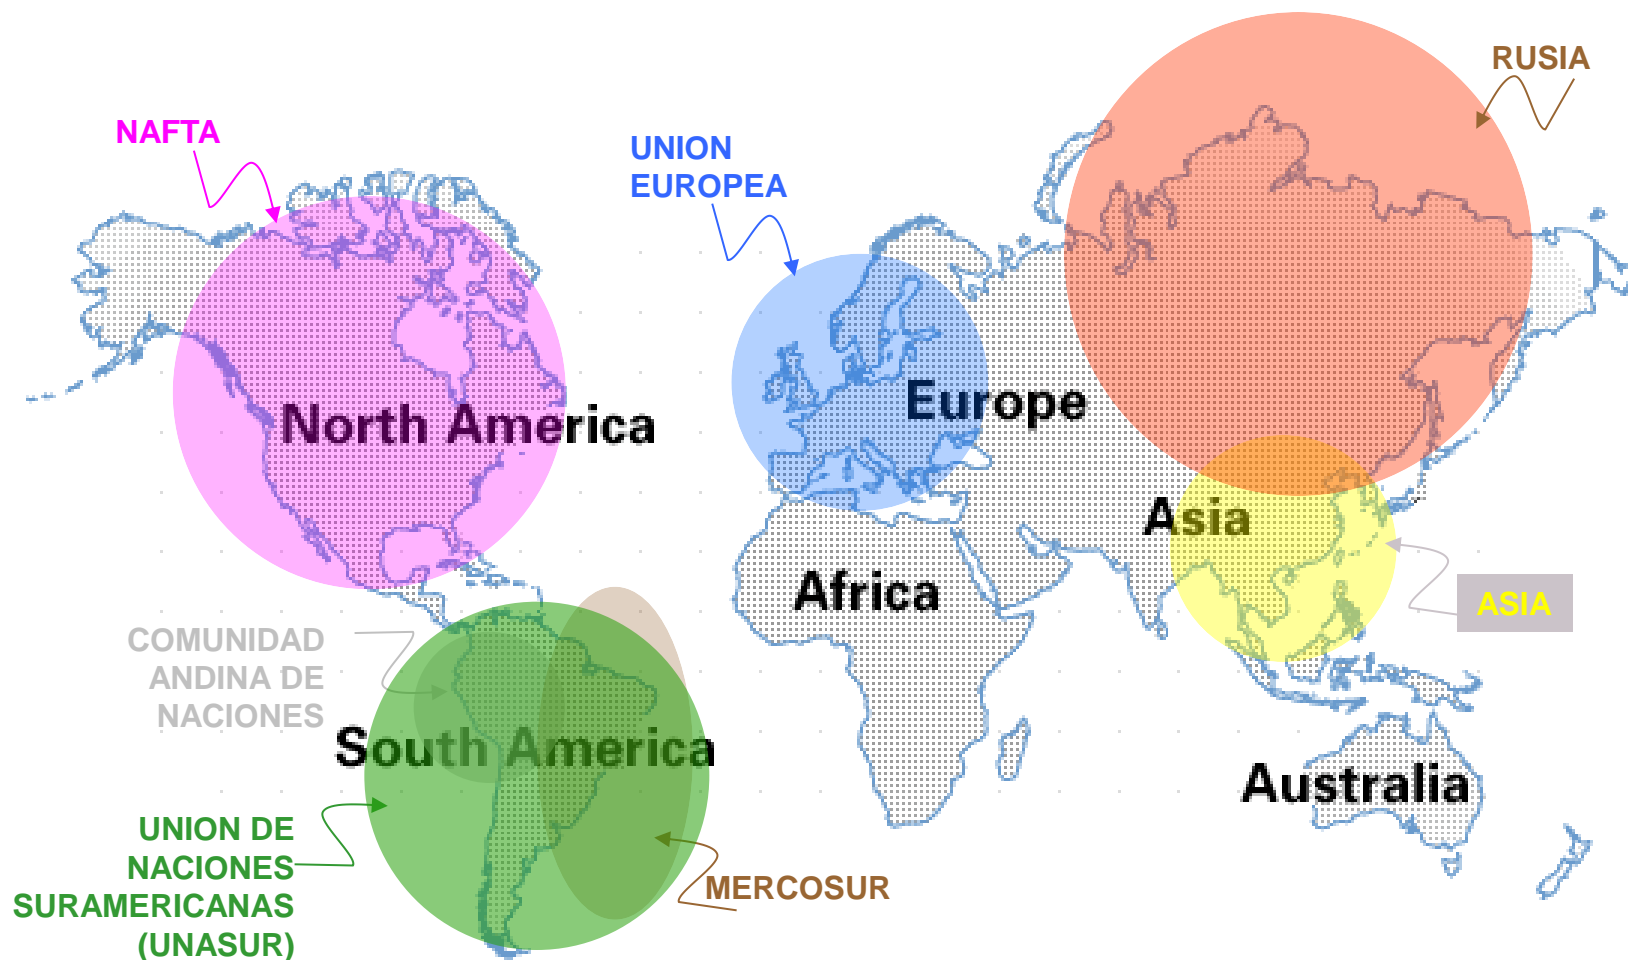 RUSIA
NAFTA
UNION
EUROPEA
North America
Europe
Asia
Africa
ASIA
COMUNIDAD
ANDINA DE
NACIONES
South America
Australia
UNION DE
NACIONES
SURAMERICANAS
(UNASUR)
MERCOSUR